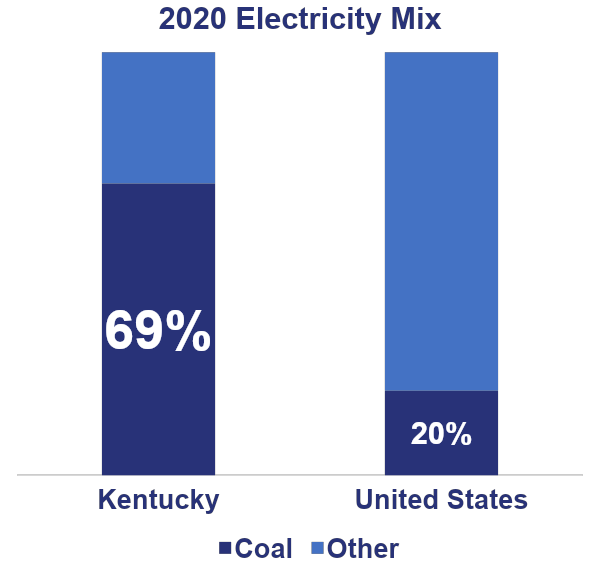 2020 Electricity Mix
69%
20%
Kentucky United States
Coal Other